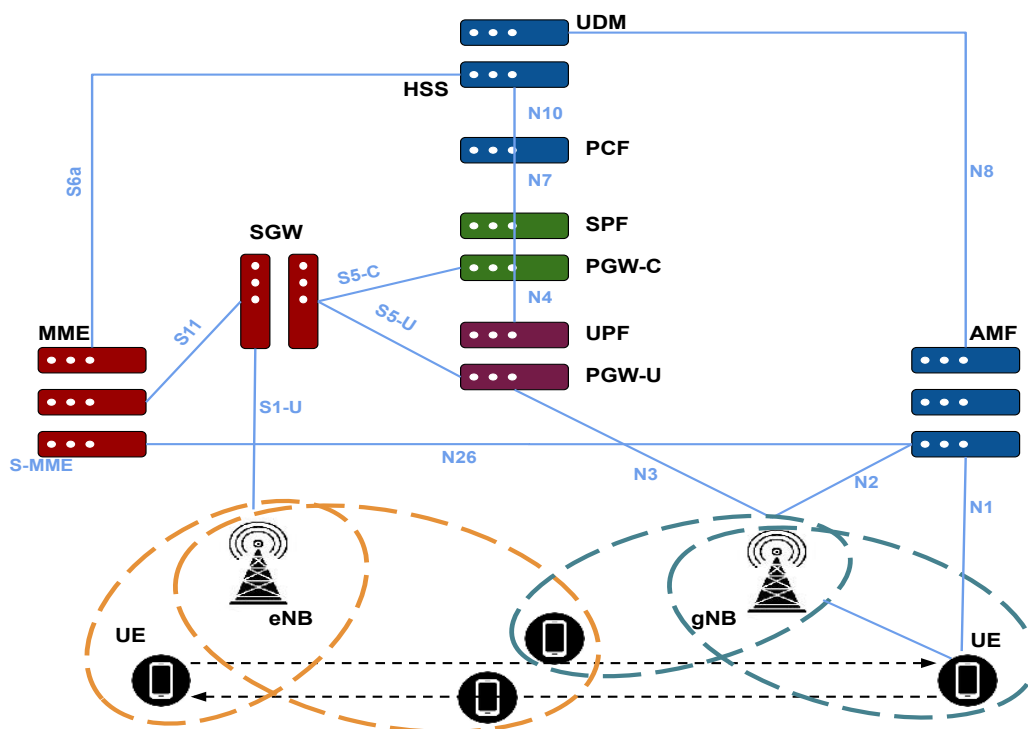 UDM
HSS
N10
PCF
N7
N8
S6a
SPF
SGW
PGW-C
S5-C
N4
S5-U
S11
MME
UPF
AMF
PGW-U
S1-U
S-MME
N26
N3
N2
N1
eNB
gNB
UE
UE